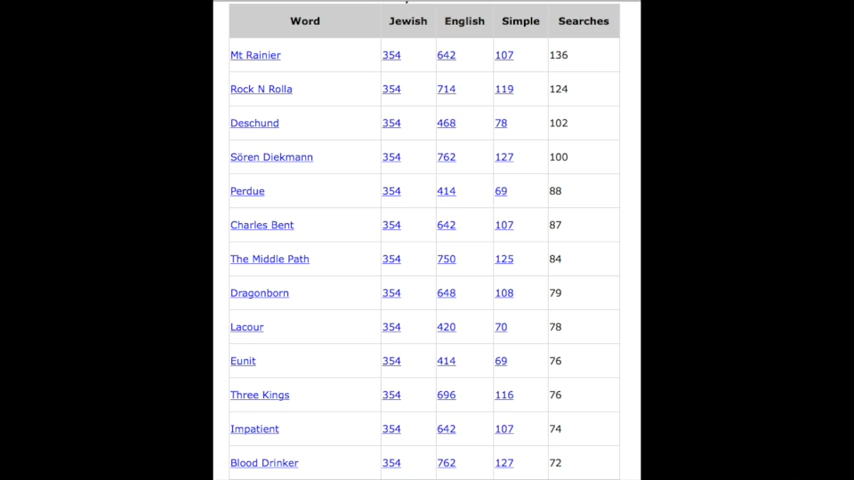 Word Jewish English Simple Searches
Mt Rainier 354 642 107 136
Rock N Rolla 354 714 119 124
Deschund 354 468 78 102
Sören Diekmann 354 762 127 100
Perdue 354 414 69 88
Charles Bent 354 642 107 87
The Middle Path 354 750 125 84
Dragonborn 354 648 108 79
Lacour 354 420 70 78
Eunit 354 414 69 76
Three Kings 354 696 116 76
Impatient 354 642 107 74
Blood Drinker 354 762 127 72